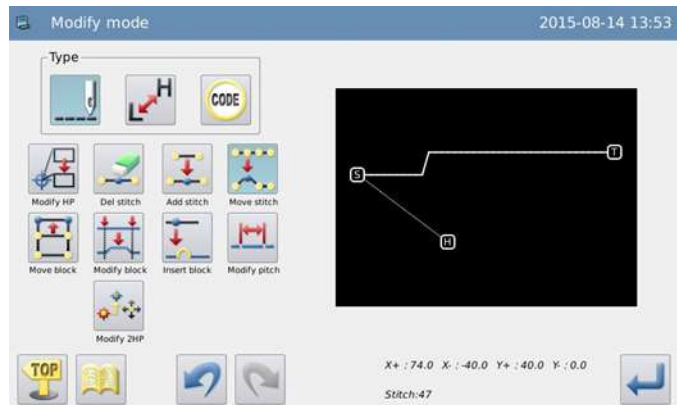 Modify mode 2015-08-14 13:53
Type
L H CODE
Modify HP Del stitch Add stitch Move stitch
Move block Modify block Insert block Modify pitch
Modify 2HP
S T
H
TOP
X+ : 74.0 X- : -40.0 Y+ : 40.0 Y- : 0.0
Stitch:47